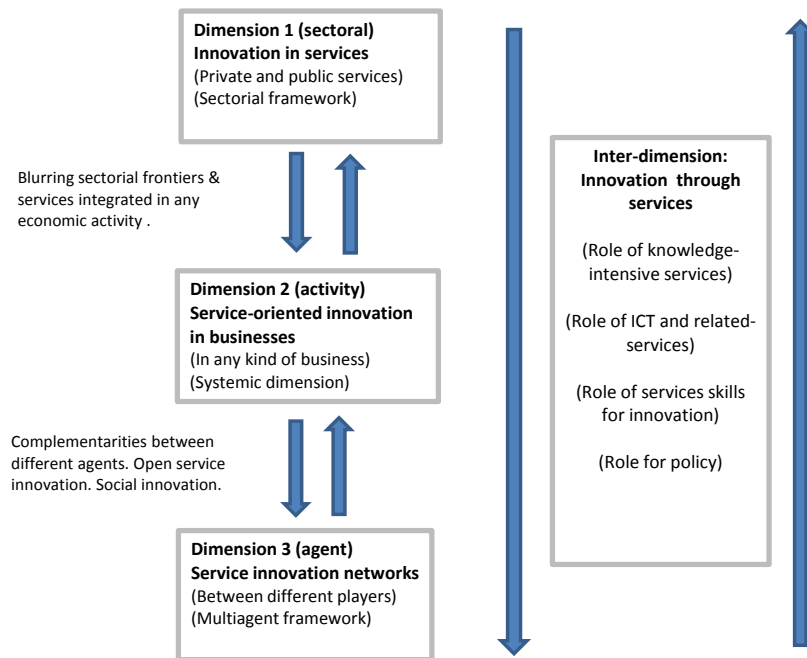 Dimension 1 (sectoral)
Innovation in services
(Private and public services)
(Sectorial framework)
Blurring sectorial frontiers &
services integrated in any
economic activity .
Dimension 2 (activity)
Service-oriented innovation
in businesses
(In any kind of business)
(Systemic dimension)
Complementarities between
different agents. Open service
innovation. Social innovation.
Dimension 3 (agent)
Service innovation networks
(Between different players)
(Multiagent framework)
Inter-dimension:
Innovation through
services
(Role of knowledge-
intensive services)
(Role of ICT and related-
services)
(Role of services skills
for innovation)
(Role for policy)